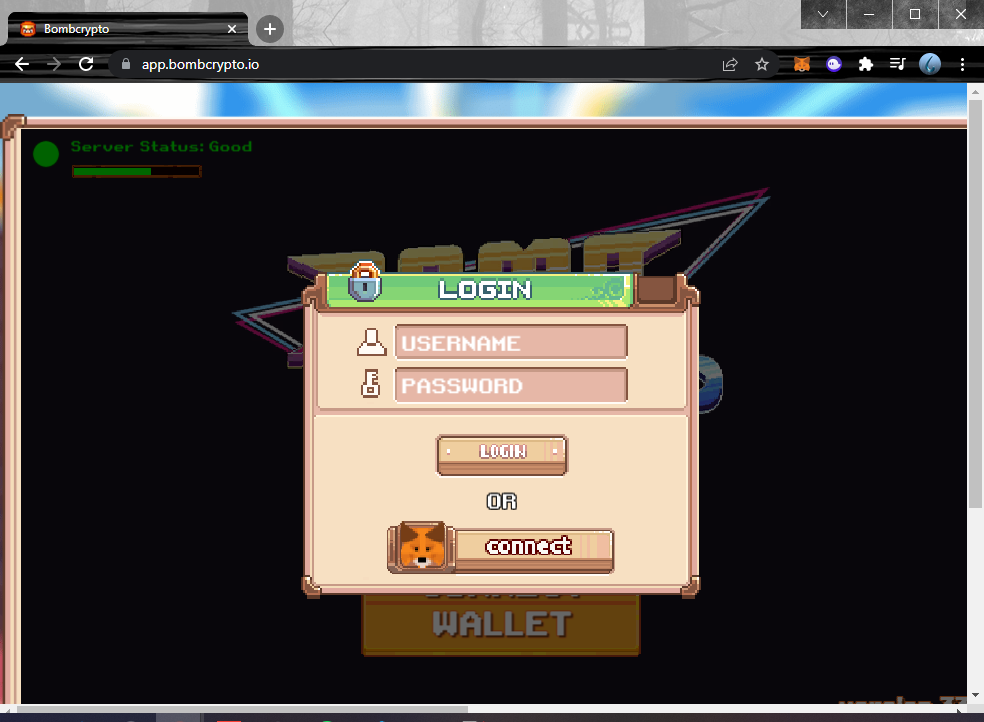 Bombcrypto
app.bombcrypto.io
Server Status: Good
LOGIN
USERNAME
PASSWORD
LOGIN
OR
connect
WALLET